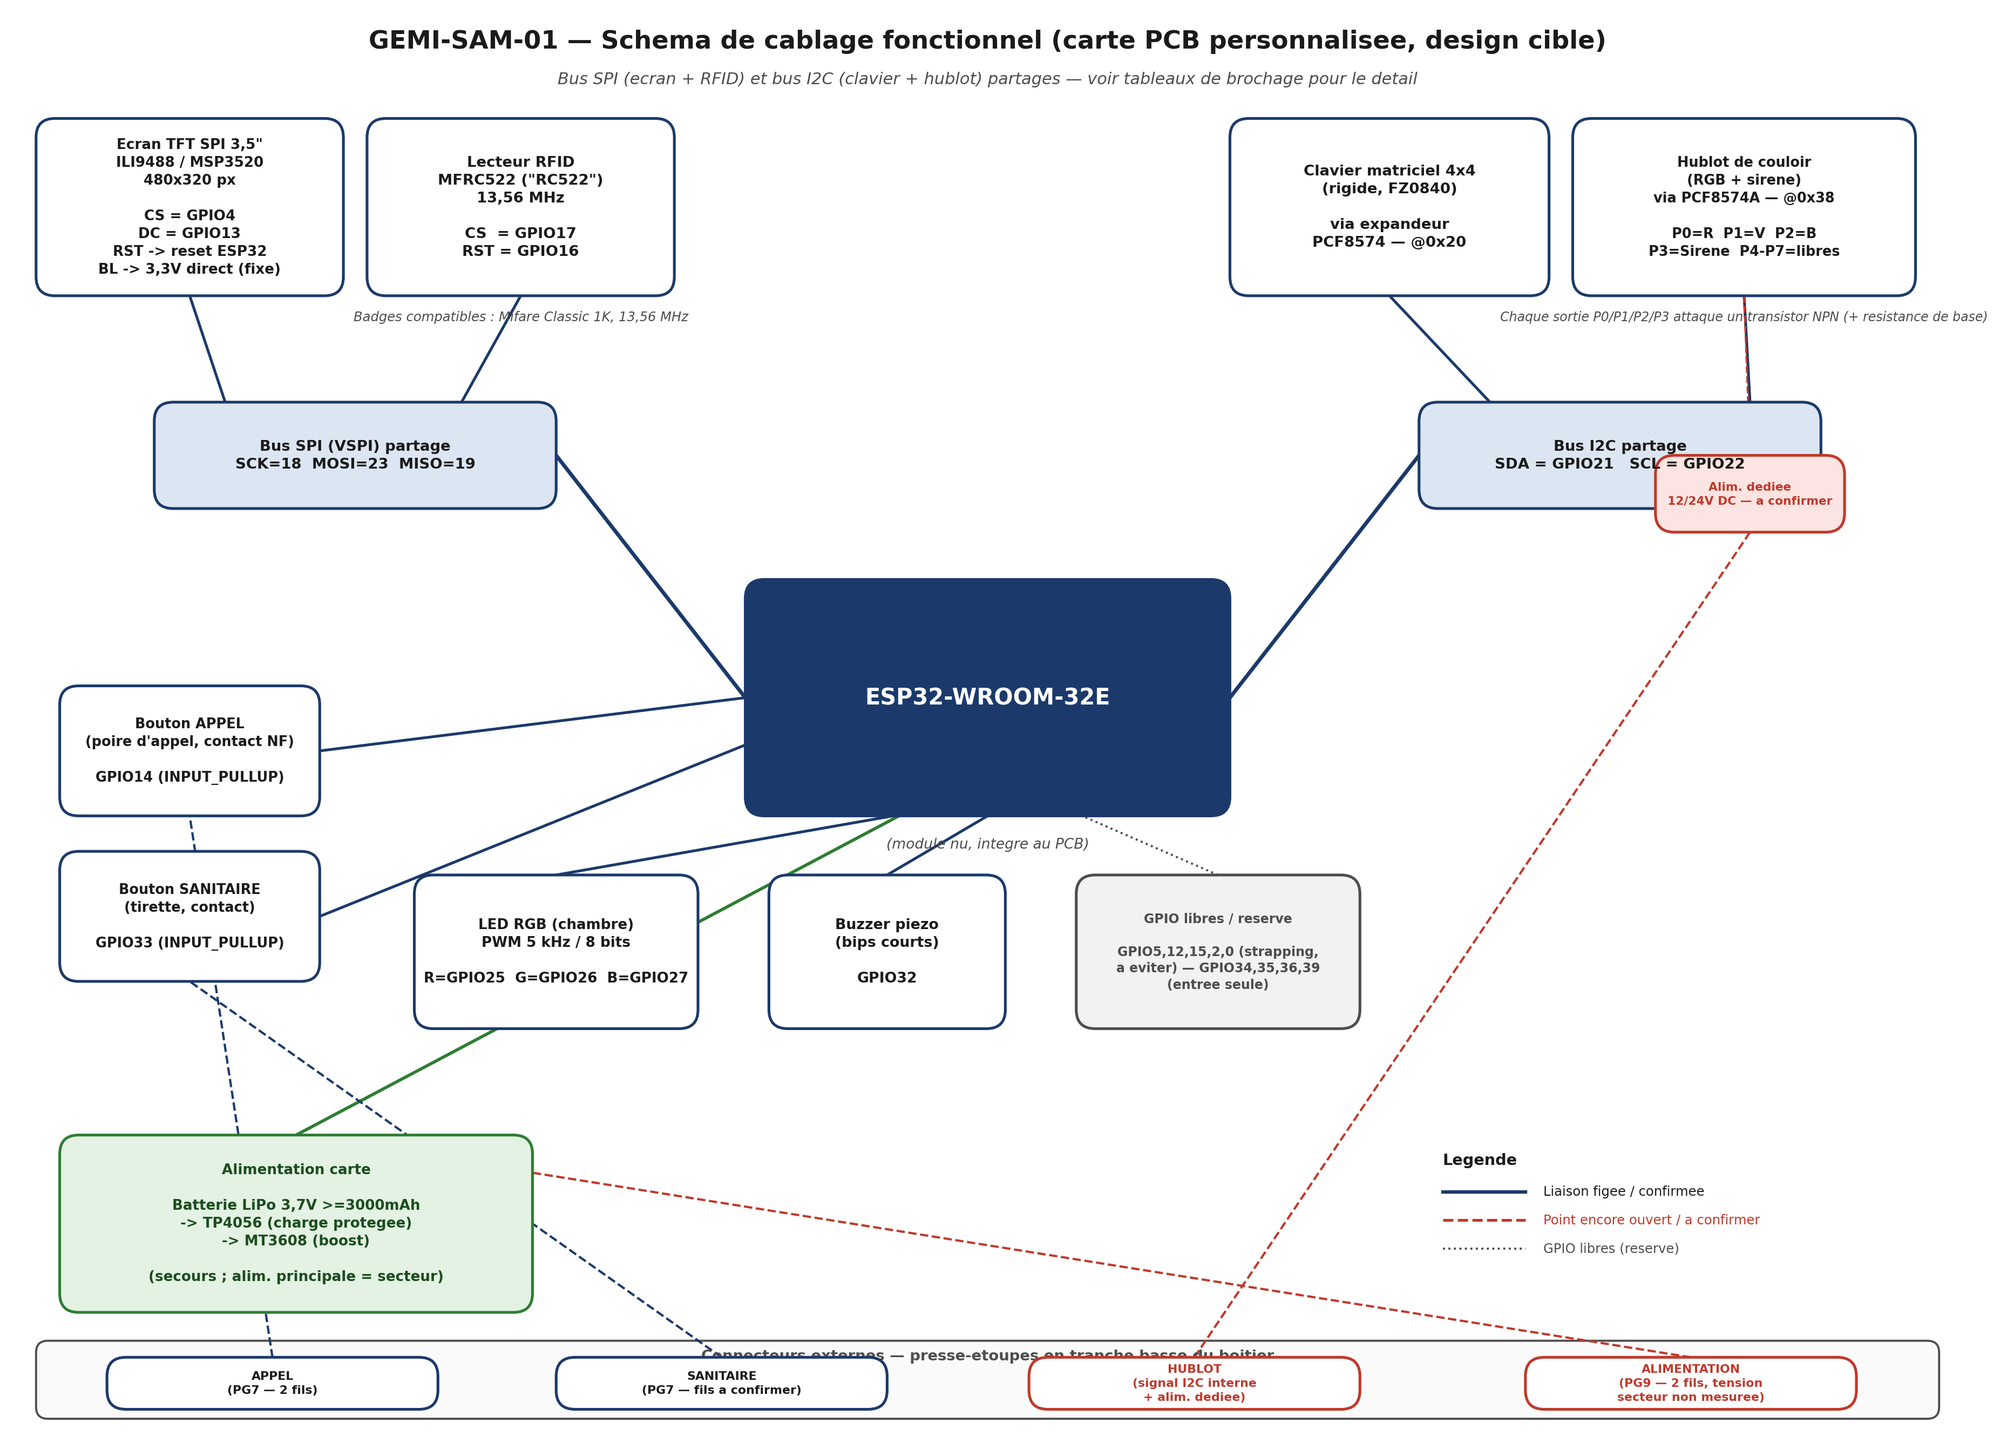 GEMI-SAM-01 — Schema de cablage fonctionnel (carte PCB personnalisee, design cible)
Bus SPI (ecran + RFID) et bus I2C (clavier + hublot) partages — voir tableaux de brochage pour le detail
Ecran TFT SPI 3,5"
ILI9488 / MSP3520
480x320 px
CS = GPIO4
DC = GPIO13
RST -> reset ESP32
BL -> 3,3V direct (fixe)
Lecteur RFID
MFRC522 ("RC522")
13,56 MHz
CS  = GPIO17
RST = GPIO16
Clavier matriciel 4x4
(rigide, FZ0840)
via expandeur
PCF8574 — @0x20
Hublot de couloir
(RGB + sirene)
via PCF8574A — @0x38
P0=R  P1=V  P2=B
P3=Sirene  P4-P7=libres
Badges compatibles : Mifare Classic 1K, 13,56 MHz
Chaque sortie P0/P1/P2/P3 attaque un transistor NPN (+ resistance de base)
Bus SPI (VSPI) partage
SCK=18  MOSI=23  MISO=19
Bus I2C partage
SDA = GPIO21   SCL = GPIO22
Alim. dediee
12/24V DC — a confirmer
ESP32-WROOM-32E
(module nu, integre au PCB)
Bouton APPEL
(poire d'appel, contact NF)
GPIO14 (INPUT_PULLUP)
Bouton SANITAIRE
(tirette, contact)
GPIO33 (INPUT_PULLUP)
LED RGB (chambre)
PWM 5 kHz / 8 bits
R=GPIO25  G=GPIO26  B=GPIO27
Buzzer piezo
(bips courts)
GPIO32
GPIO libres / reserve
GPIO5,12,15,2,0 (strapping,
a eviter) — GPIO34,35,36,39
(entree seule)
Alimentation carte
Batterie LiPo 3,7V >=3000mAh
-> TP4056 (charge protegee)
-> MT3608 (boost)
(secours ; alim. principale = secteur)
Legende
Liaison figee / confirmee
Point encore ouvert / a confirmer
GPIO libres (reserve)
Connecteurs externes — presse-etoupes en tranche basse du boitier
APPEL
(PG7 — 2 fils)
SANITAIRE
(PG7 — fils a confirmer)
HUBLOT
(signal I2C interne
+ alim. dediee)
ALIMENTATION
(PG9 — 2 fils, tension
secteur non mesuree)